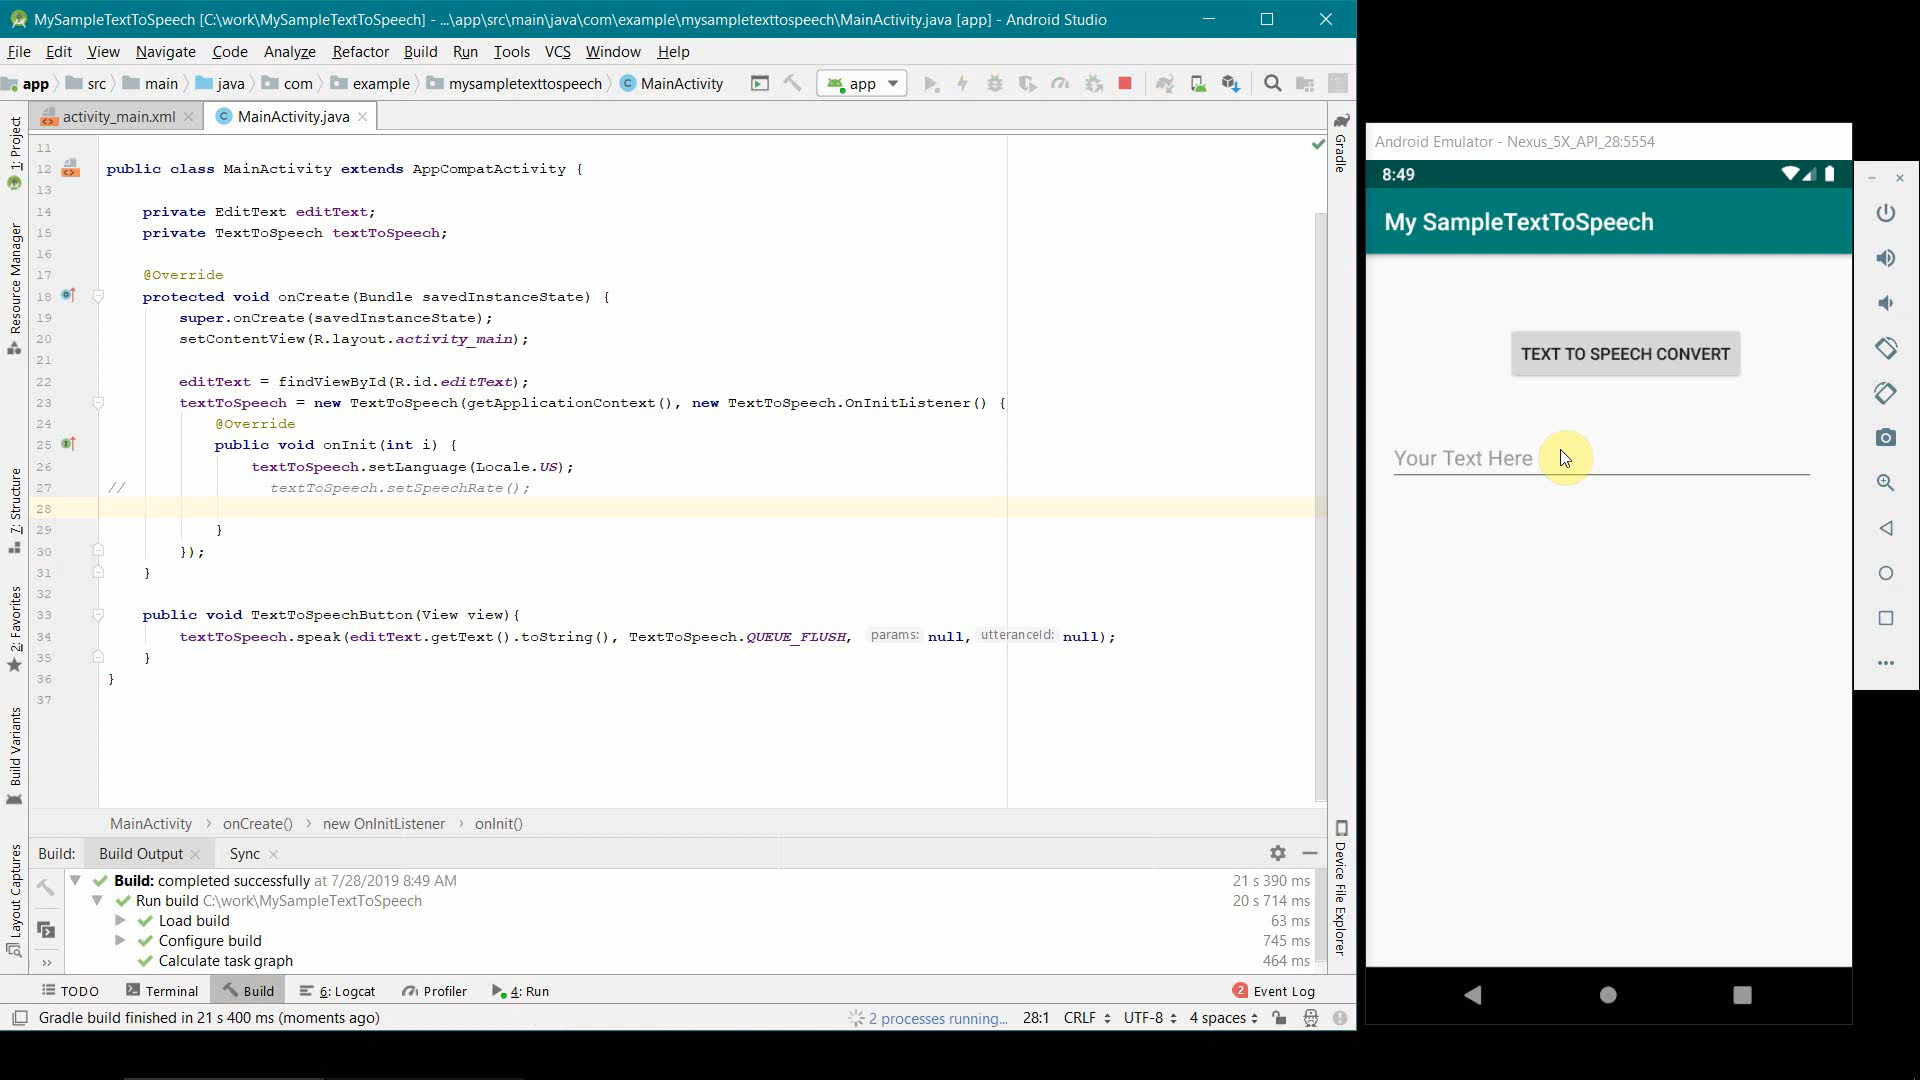 MySampleTextToSpeech [C:\work\MySampleTextToSpeech] - ...\app\src\main\java\com\example\mysampletexttospeech\MainActivity.java [app] - Android Studio
File Edit View Navigate Code Analyze Refactor Build Run Tools VCS Window Help
app src main java com example mysampletexttospeech MainActivity app
activity_main.xml MainActivity.java
1: Project
Resource Manager
7: Structure
2: Favorites
Build Variants
Layout Captures
11
12 public class MainActivity extends AppCompatActivity {
13
14 private EditText editText;
15 private TextToSpeech textToSpeech;
16
17 @Override
18 protected void onCreate(Bundle savedInstanceState) {
19 super.onCreate(savedInstanceState);
20 setContentView(R.layout.activity_main);
21
22 editText = findViewById(R.id.editText);
23 textToSpeech = new TextToSpeech(getApplicationContext(), new TextToSpeech.OnInitListener() {
24 @Override
25 public void onInit(int i) {
26 textToSpeech.setLanguage(Locale.US);
27 // textToSpeech.setSpeechRate();
28
29 }
30 });
31 }
32
33 public void TextToSpeechButton(View view){
34 textToSpeech.speak(editText.getText().toString(), TextToSpeech.QUEUE_FLUSH, params: null, utteranceId: null);
35 }
36 }
37
MainActivity onCreate() new OnInitListener onInit()
Gradle
Device File Explorer
Build: Build Output Sync
Build: completed successfully at 7/28/2019 8:49 AM 21 s 390 ms
Run build C:\work\MySampleTextToSpeech 20 s 714 ms
Load build 63 ms
Configure build 745 ms
Calculate task graph 464 ms
TODO Terminal Build 6: Logcat Profiler 4: Run 2 Event Log
Gradle build finished in 21 s 400 ms (moments ago) 2 processes running... 28:1 CRLF UTF-8 4 spaces
Android Emulator - Nexus_5X_API_28:5554
8:49
My SampleTextToSpeech
TEXT TO SPEECH CONVERT
Your Text Here